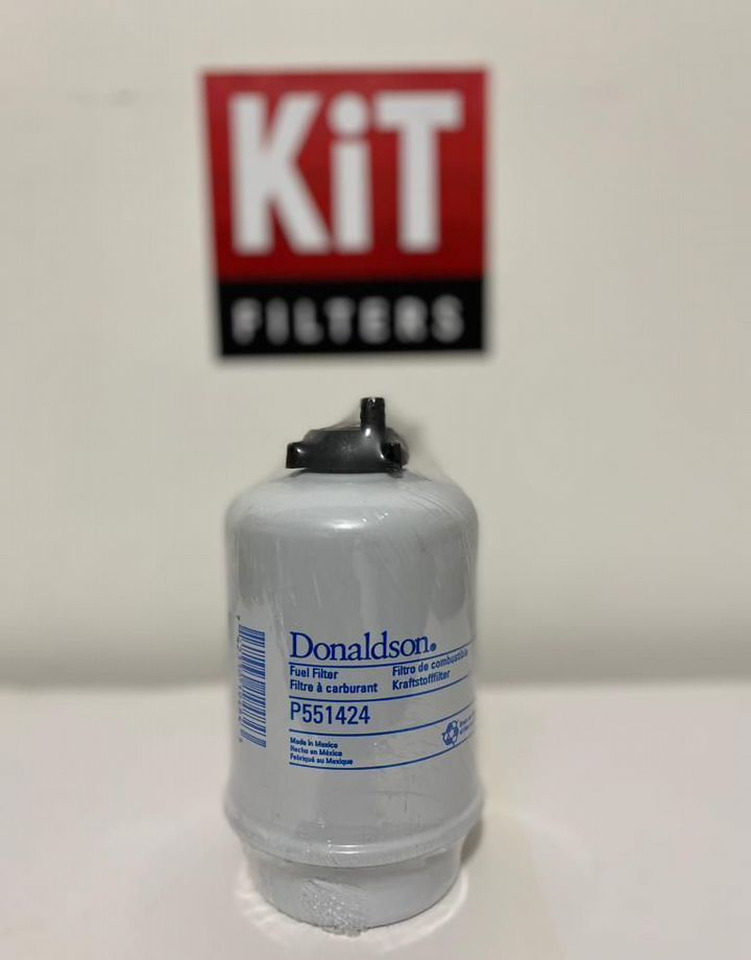 KiT
FILTERS
Donaldson®
Fuel Filter
Filtro de combustible
Filtre à carburant
Kraftstofffilter
P551424
Made in Mexico
Hecho en México
Fabriqué au Mexique